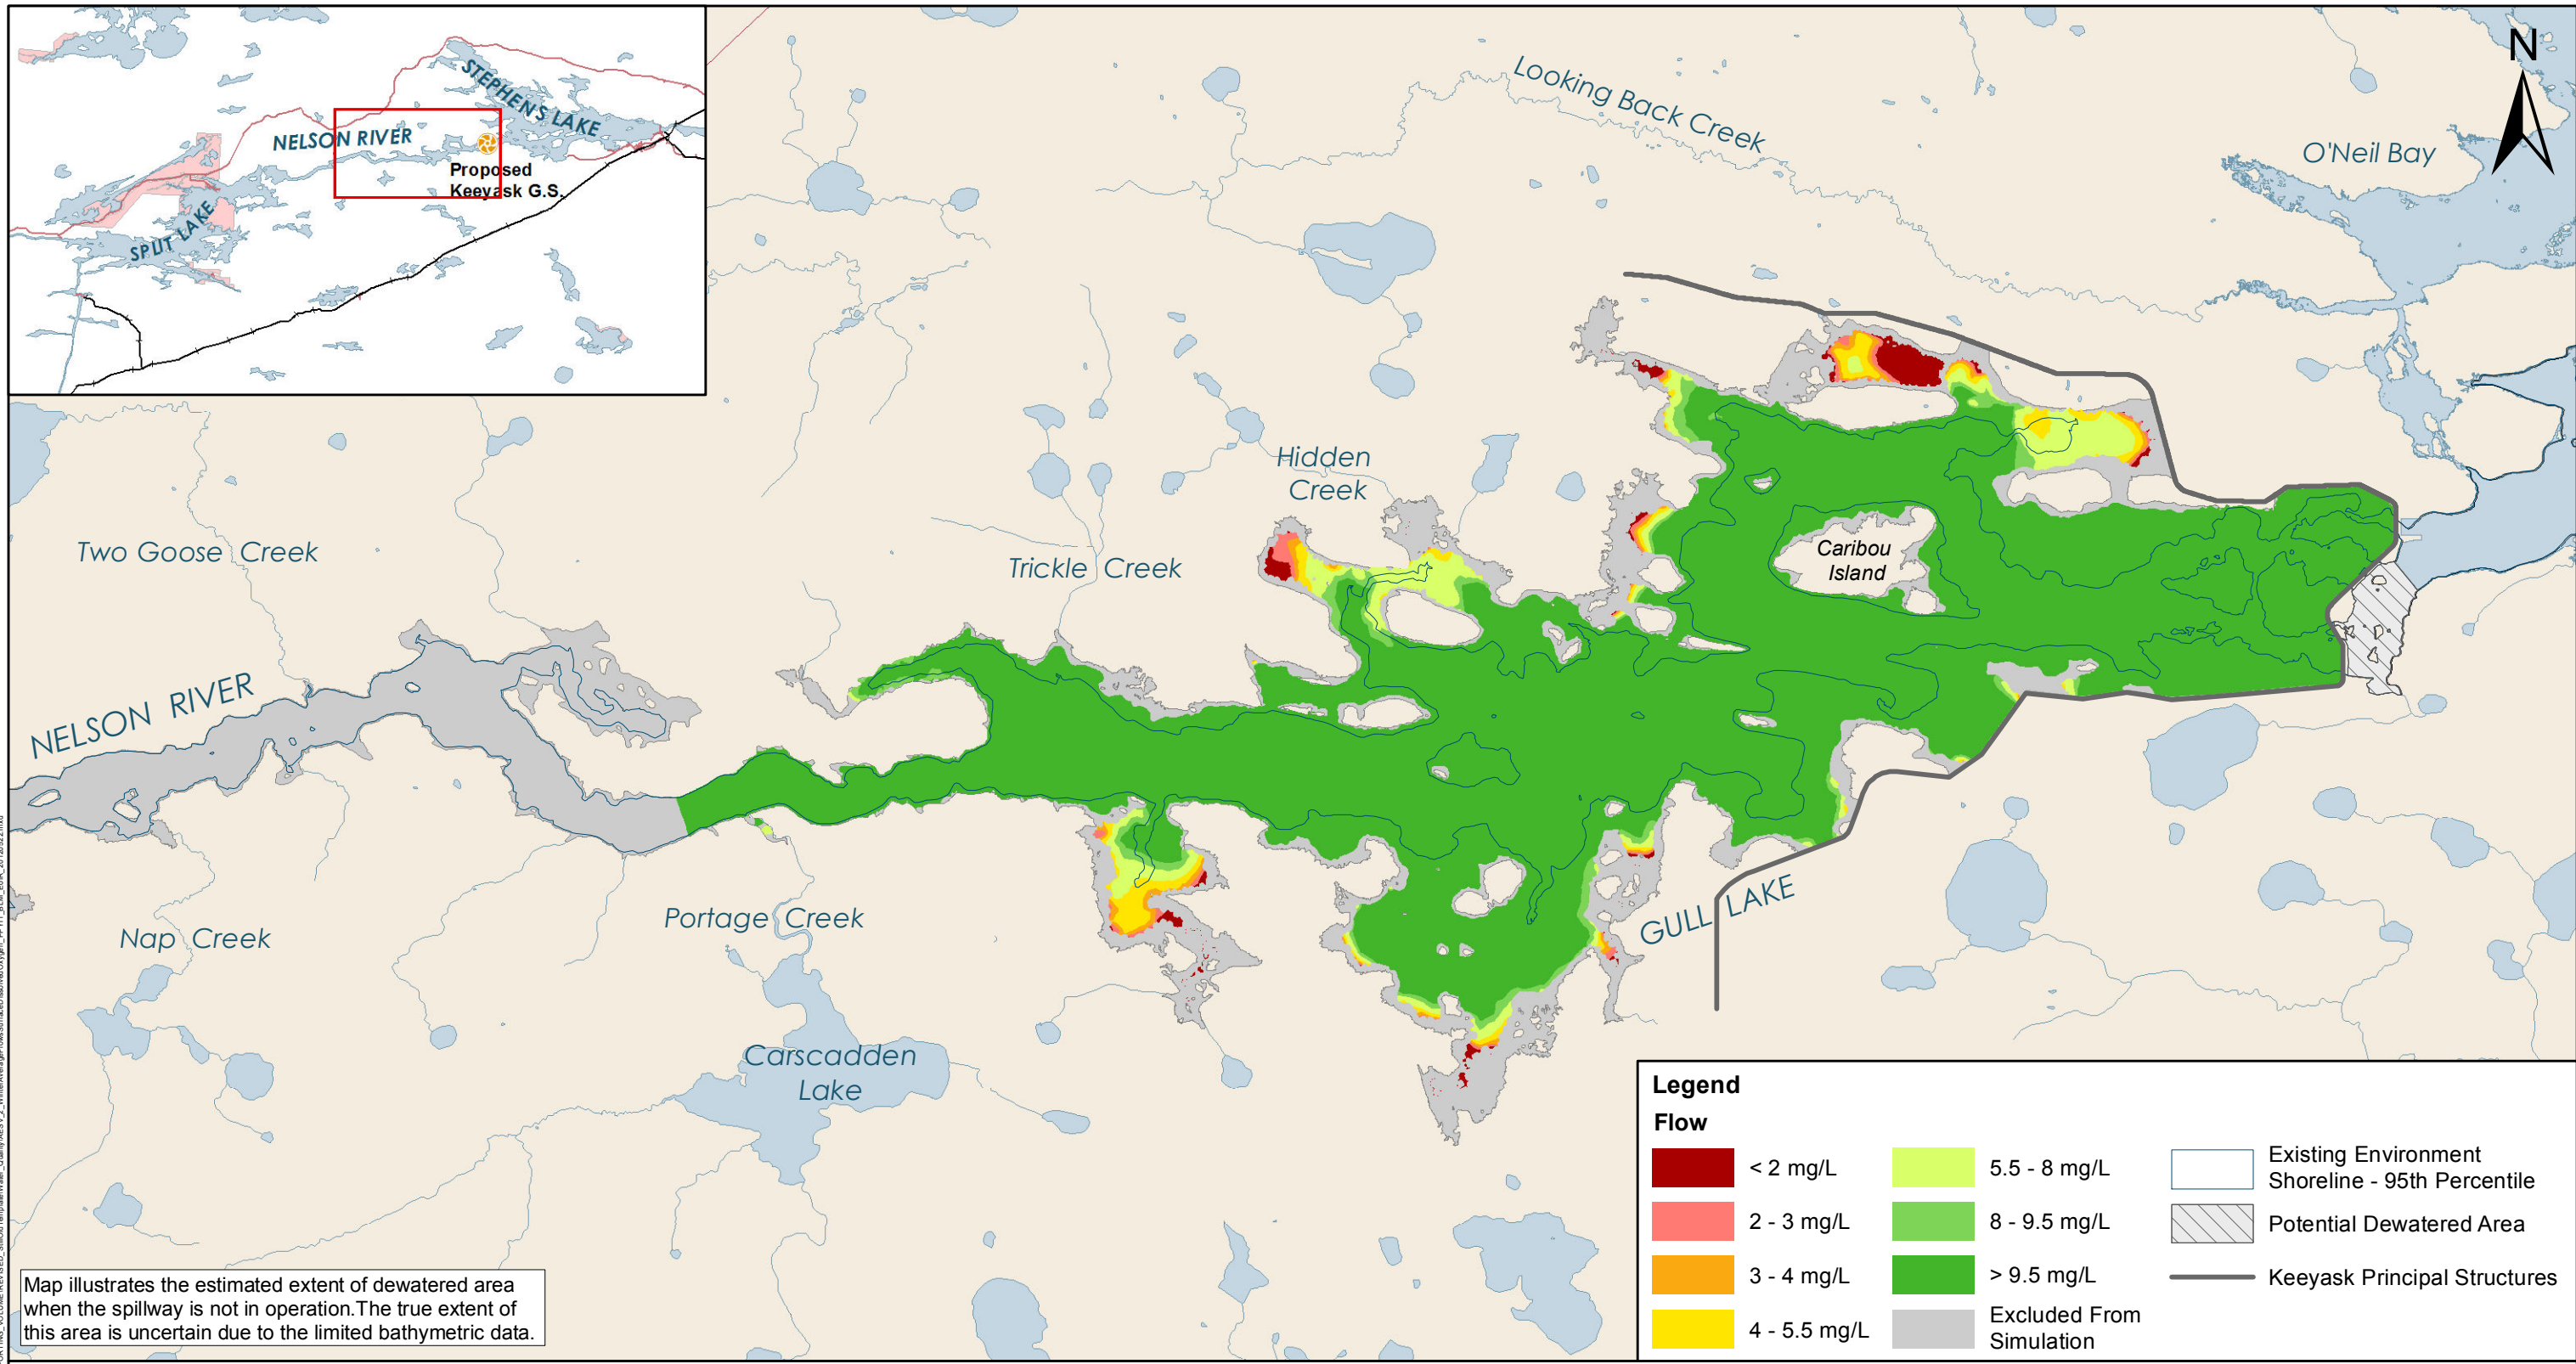 STEPHENS LAKE
NELSON RIVER
Proposed
Keeyask G.S.
SPLIT LAKE
N
Looking Back Creek
O'Neil Bay
Hidden
Creek
Two Goose Creek
Trickle Creek
Caribou
Island
NELSON RIVER
Portage Creek
Nap Creek
GULL LAKE
Carscadden
Lake
Legend
Flow
< 2 mg/L
2 - 3 mg/L
3 - 4 mg/L
4 - 5.5 mg/L
5.5 - 8 mg/L
8 - 9.5 mg/L
> 9.5 mg/L
Excluded From
Simulation
Existing Environment
Shoreline - 95th Percentile
Potential Dewatered Area
Keeyask Principal Structures
Map illustrates the estimated extent of dewatered area
when the spillway is not in operation.The true extent of
this area is uncertain due to the limited bathymetric data.